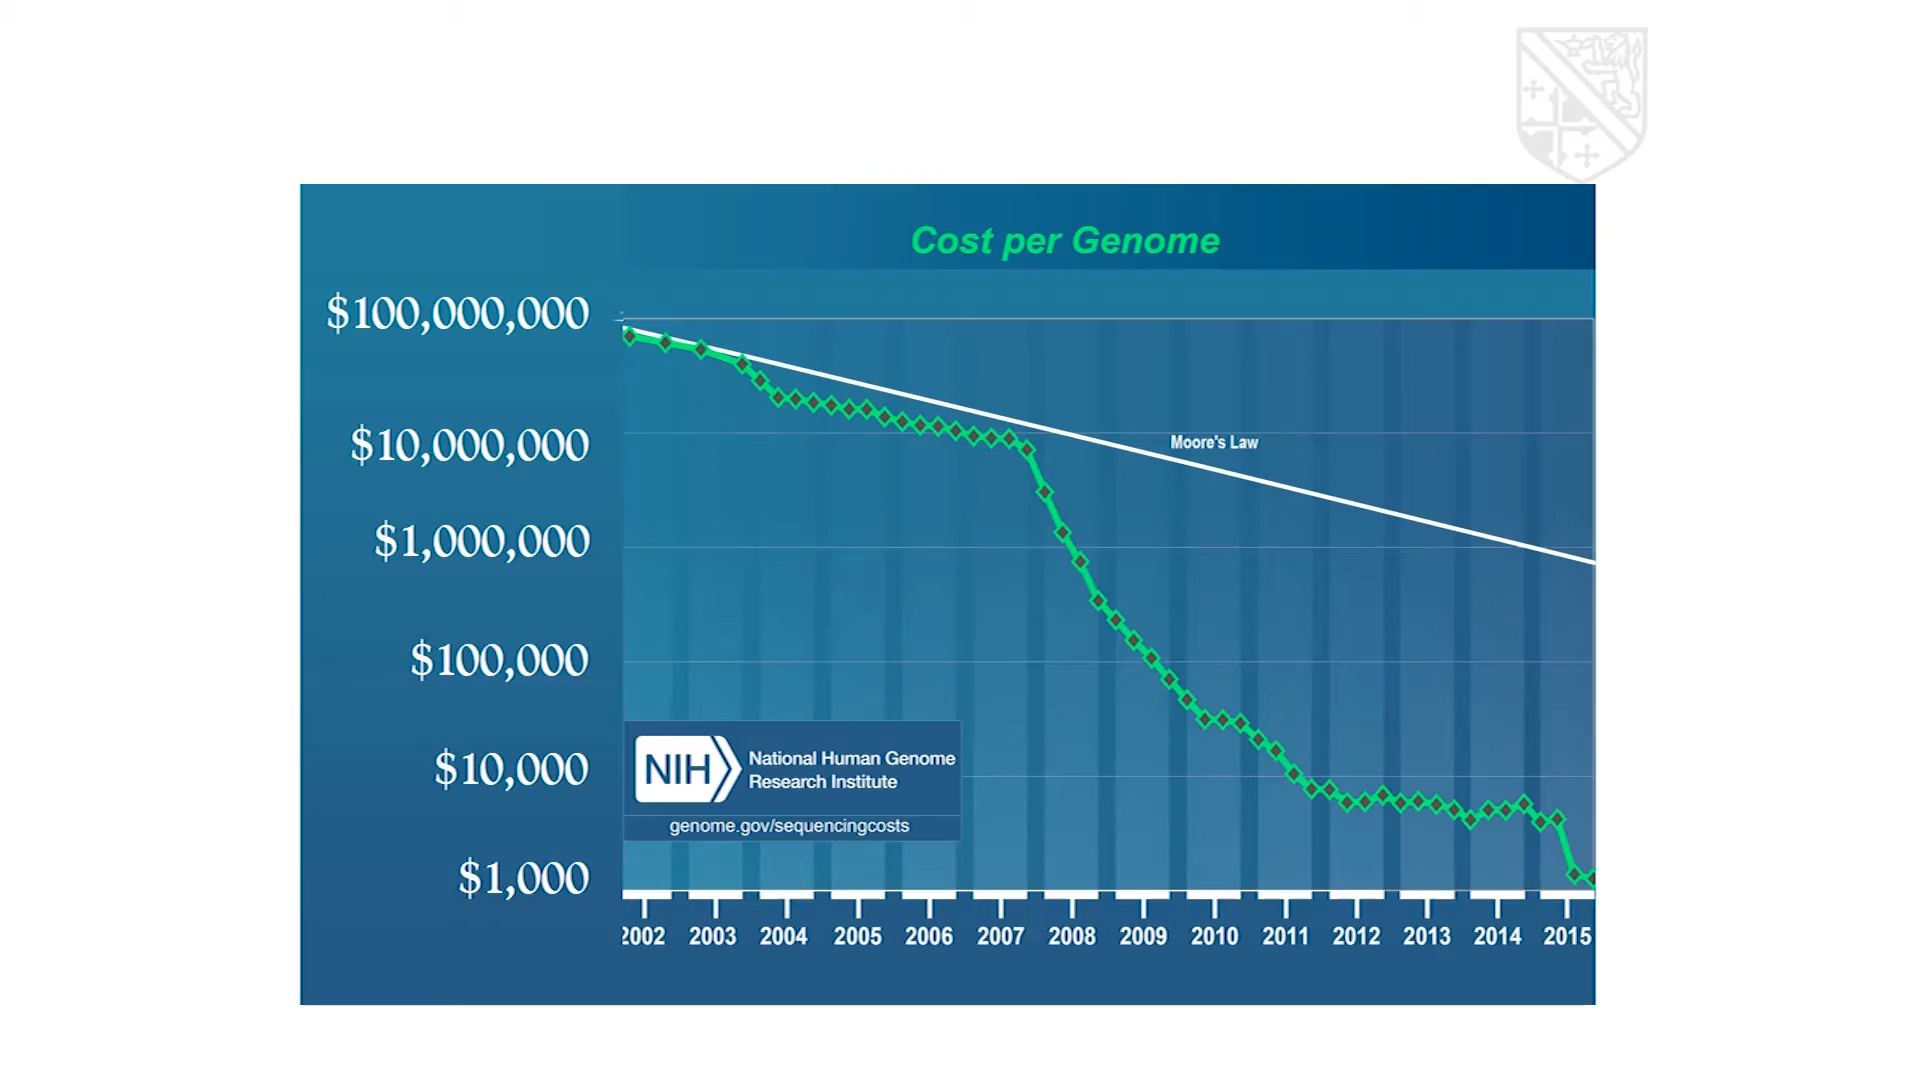 Cost per Genome
$100,000,000
$10,000,000
$1,000,000
$100,000
$10,000
$1,000
Moore's Law
NIH
National Human Genome
Research Institute
genome.gov/sequencingcosts
2002 2003 2004 2005 2006 2007 2008 2009 2010 2011 2012 2013 2014 2015